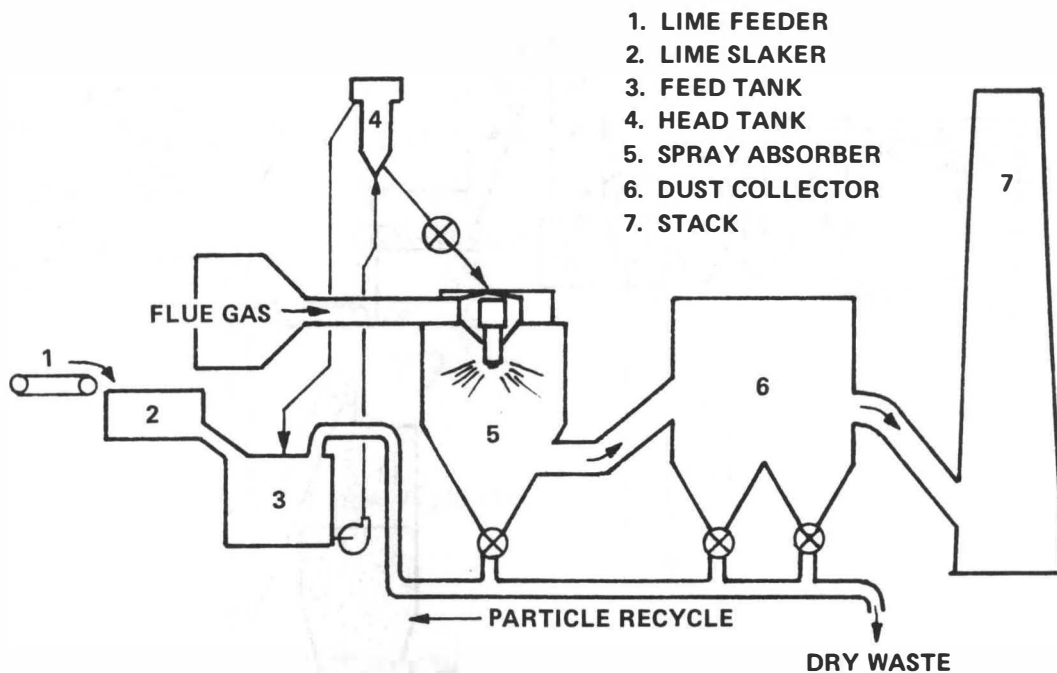 1. LIME FEEDER
2. LIME SLAKER
3. FEED TANK
4. HEAD TANK
5. SPRAY ABSORBER
6. DUST COLLECTOR
7. STACK
4
7
FLUE GAS
1
2
6
5
3
PARTICLE RECYCLE
DRY WASTE